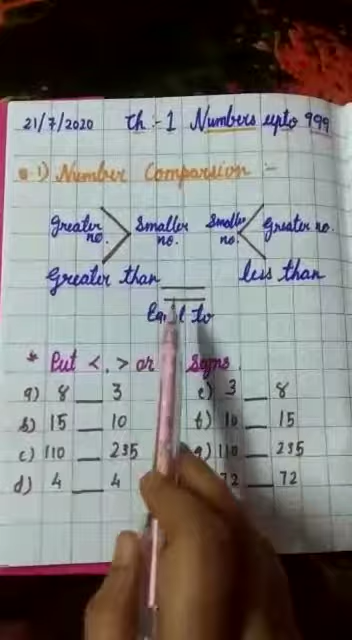 21/7/2020 Ch :- 1 Numbers upto 999
Q 1) Number Comparsion :-
greater no. > Smaller no. Smaller no. < greater no.
Greater than = less than
Equal to
* Put <, > or Signs.
a) 8 __ 3 e) 3 __ 8
b) 15 __ 10 f) 10 __ 15
c) 110 __ 235 g) 110 __ 235
d) 4 __ 4 72 __ 72